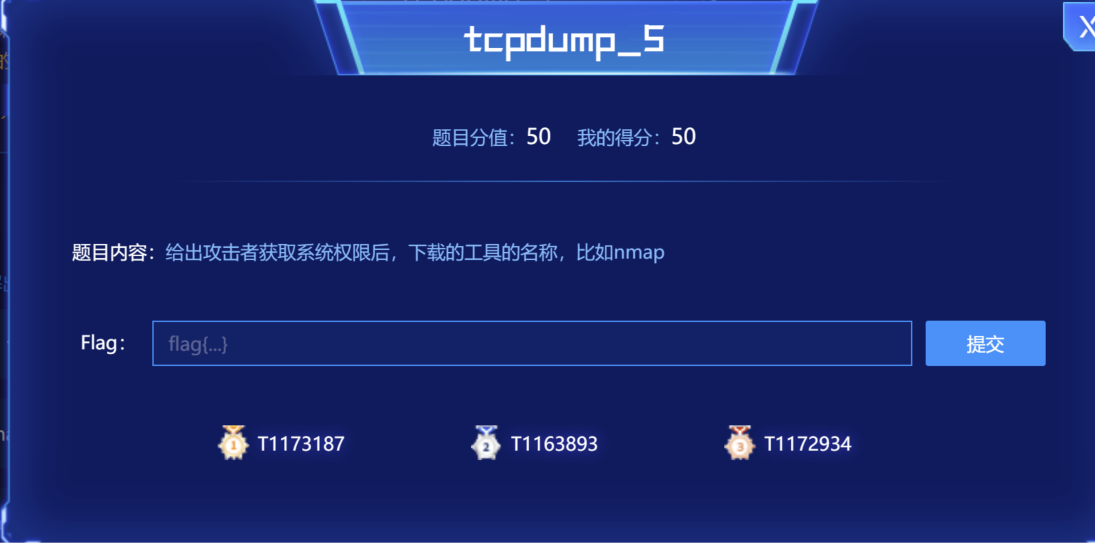 tcpdump_5
X
题目分值：50 我的得分：50
题目内容：给出攻击者获取系统权限后，下载的工具的名称，比如nmap
Flag： flag{...} 提交
1 T1173187 2 T1163893 3 T1172934